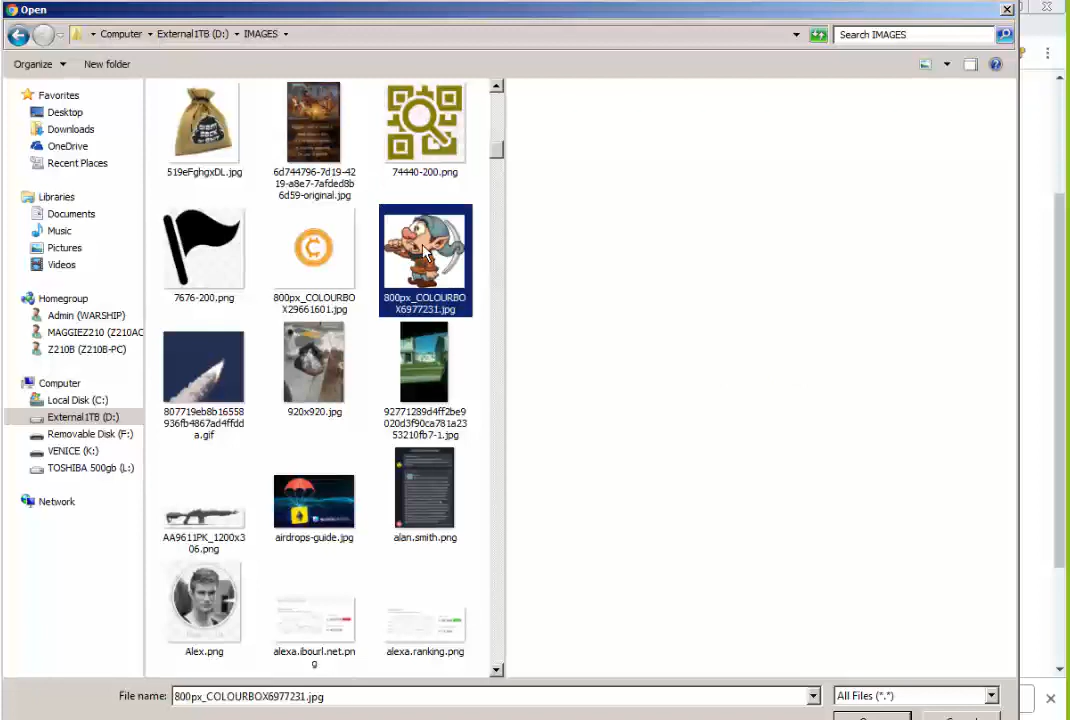 Open
Computer
External1TB (D:)
IMAGES
Search IMAGES
Organize
New folder
Favorites
Desktop
Downloads
OneDrive
Recent Places
Libraries
Documents
Music
Pictures
Videos
Homegroup
Admin (WARSHIP)
MAGGIEZ210 (Z210AC
Z210B (Z210B-PC)
Computer
Local Disk (C:)
External1TB (D:)
Removable Disk (F:)
VENICE (K:)
TOSHIBA 500gb (L:)
Network
519eFghgxDL.jpg
6d744796-7d19-42
19-a8e7-7afded8b
6d59-original.jpg
74440-200.png
7676-200.png
800px_COLOURBO
X29661601.jpg
800px_COLOURBO
X6977231.jpg
807719eb8b16558
936fb4867ad4ffdd
a.gif
920x920.jpg
92771289d4ff2be9
020d3f90ca781a23
53210fb7-1.jpg
AA9611PK_1200x3
06.png
airdrops-guide.jpg
alan.smith.png
Alex.png
alexa.ibourl.net.pn
g
alexa.ranking.png
File name:
800px_COLOURBOX6977231.jpg
All Files (*.*)